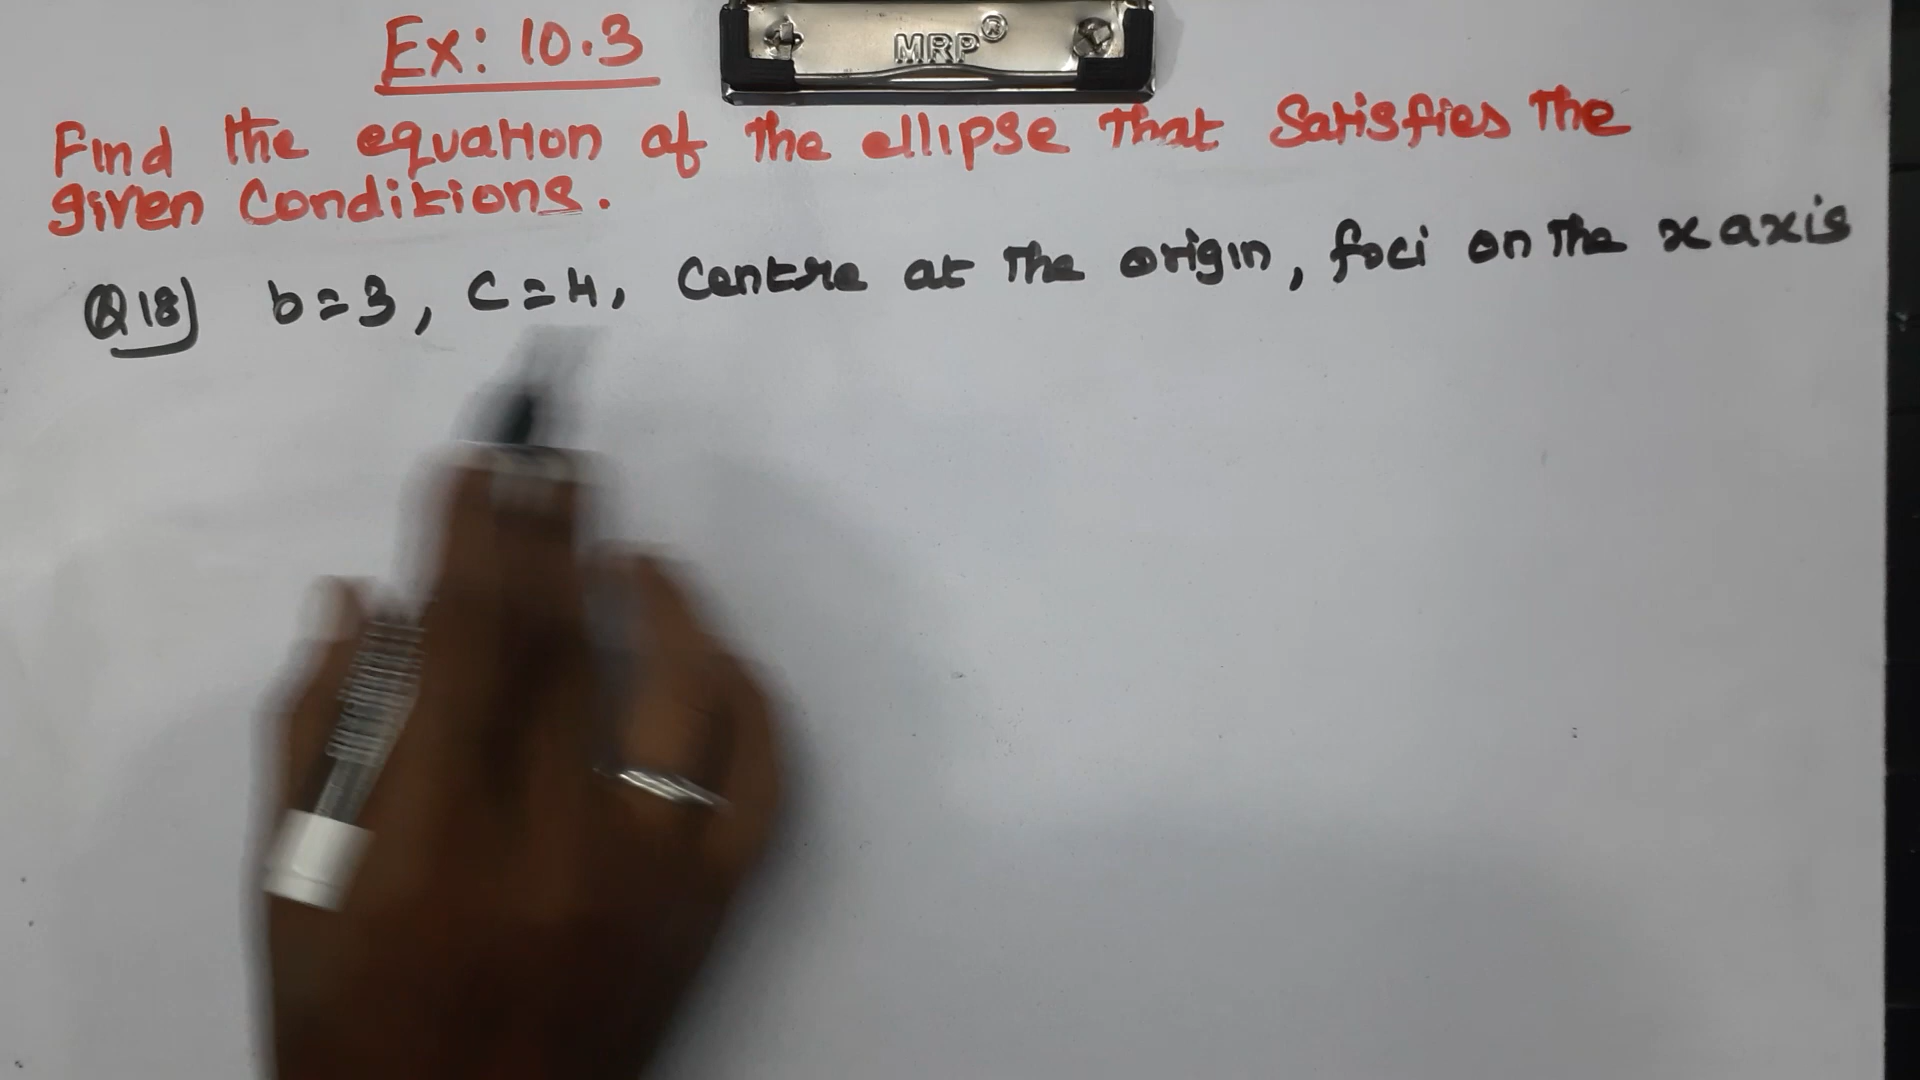 MRP®
Ex: 10.3
Find the equation of the ellipse that satisfies the
given conditions.
Q18) b=3, c=4, Centre at the origin, foci on the x axis